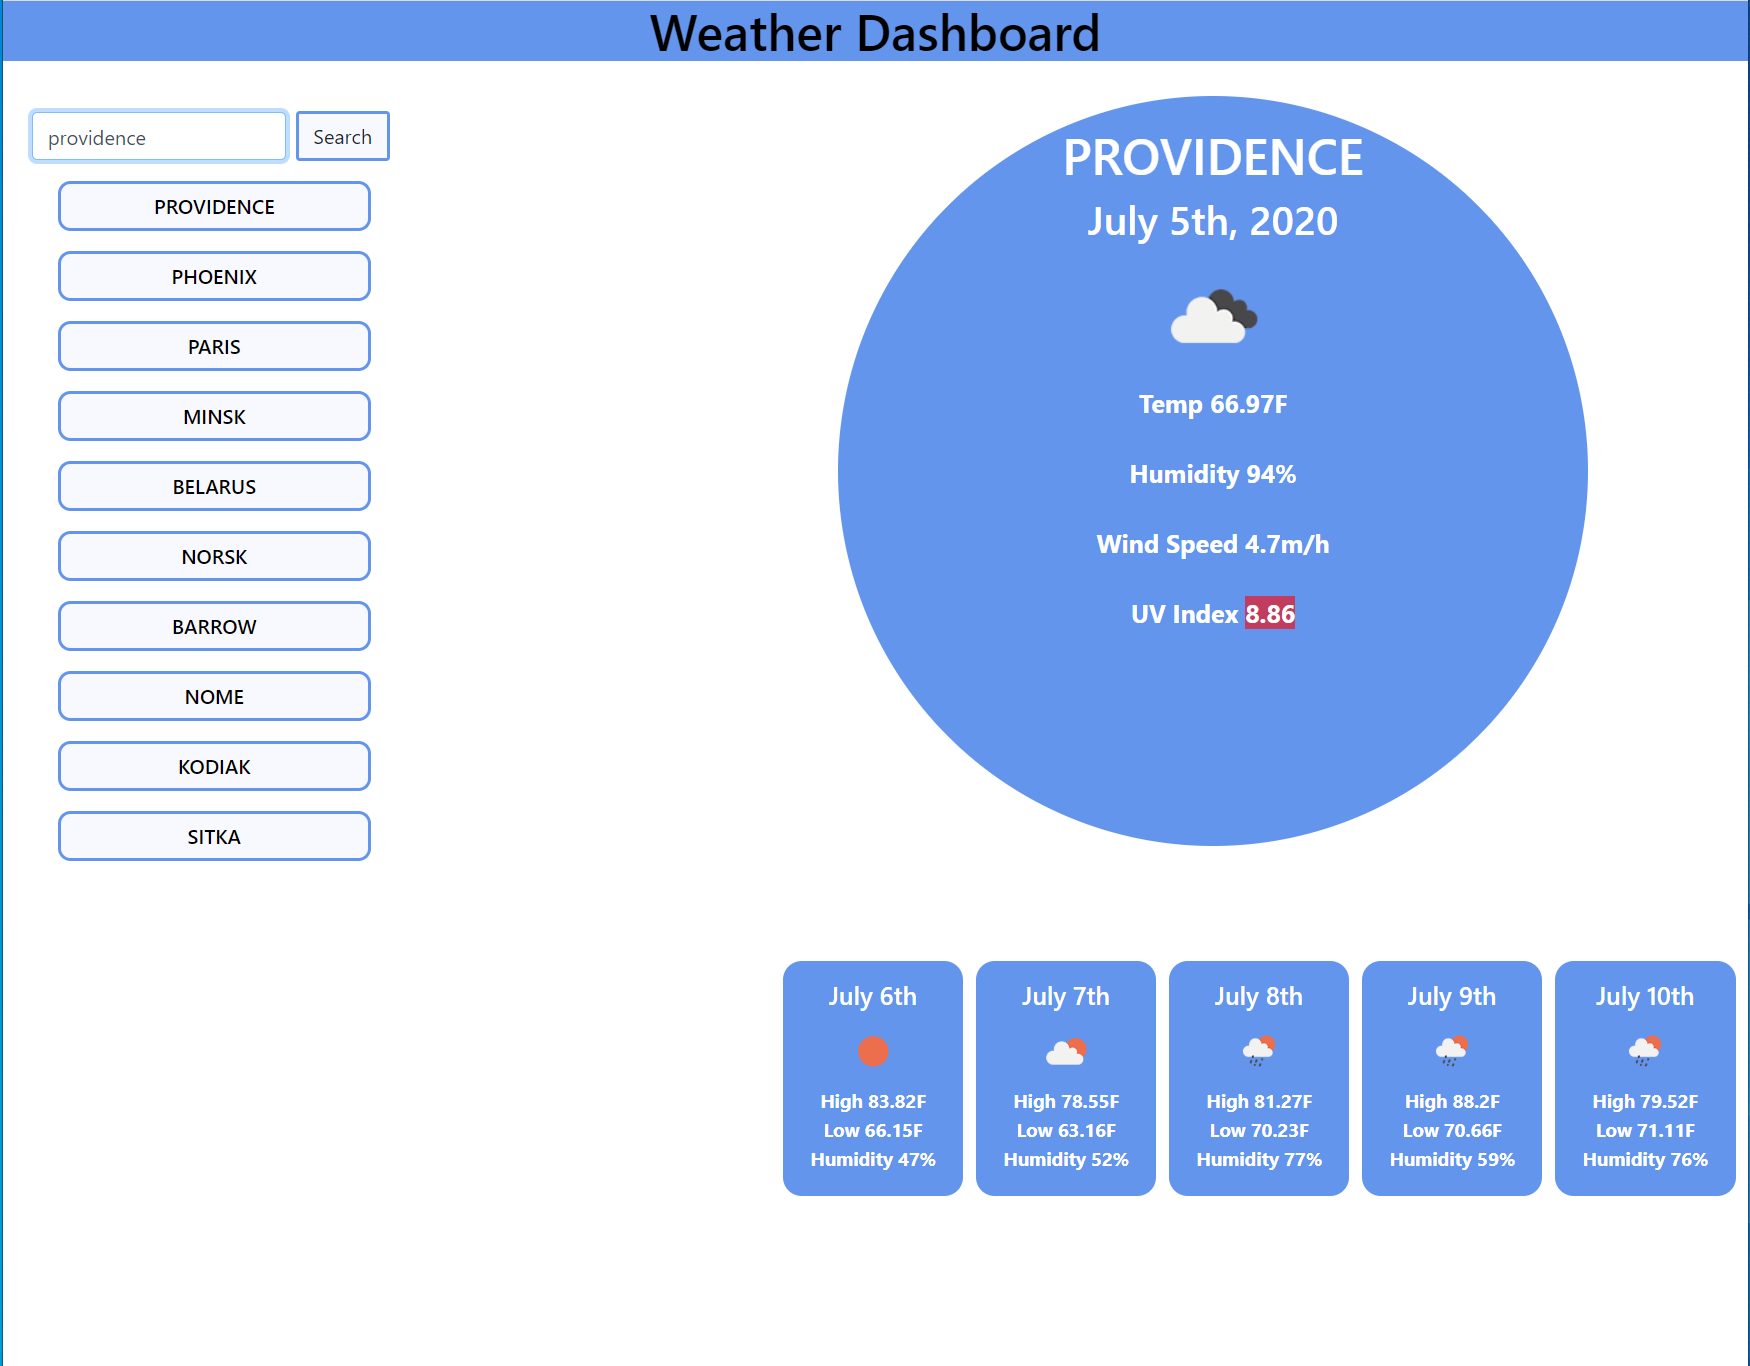 Weather Dashboard
providence
Search
PROVIDENCE
PHOENIX
PARIS
MINSK
BELARUS
NORSK
BARROW
NOME
KODIAK
SITKA
PROVIDENCE
July 5th, 2020
Temp 66.97F
Humidity 94%
Wind Speed 4.7m/h
UV Index 8.86
July 6th
High 83.82F
Low 66.15F
Humidity 47%
July 7th
High 78.55F
Low 63.16F
Humidity 52%
July 8th
High 81.27F
Low 70.23F
Humidity 77%
July 9th
High 88.2F
Low 70.66F
Humidity 59%
July 10th
High 79.52F
Low 71.11F
Humidity 76%